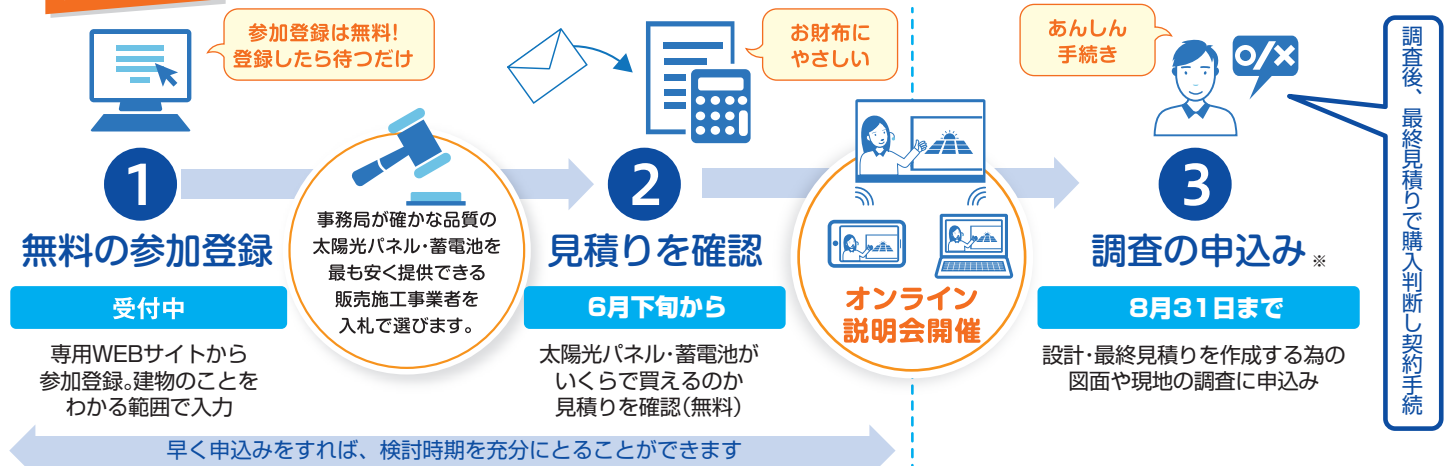 参加登録は無料!
登録したら待つだけ
お財布に
やさしい
あんしん
手続き
O/×
1
無料の参加登録
受付中
専用WEBサイトから
参加登録。建物のことを
わかる範囲で入力
事務局が確かな品質の
太陽光パネル・蓄電池を
最も安く提供できる
販売施工事業者を
入札で選びます。
2
見積りを確認
6月下旬から
太陽光パネル・蓄電池が
いくらで買えるのか
見積りを確認(無料)
オンライン
説明会開催
3
調査の申込み※
8月31日まで
設計・最終見積りを作成する為の
図面や現地の調査に申込み
調査後、最終見積りで購入判断し契約手続
早く申込みをすれば、検討時期を充分にとることができます